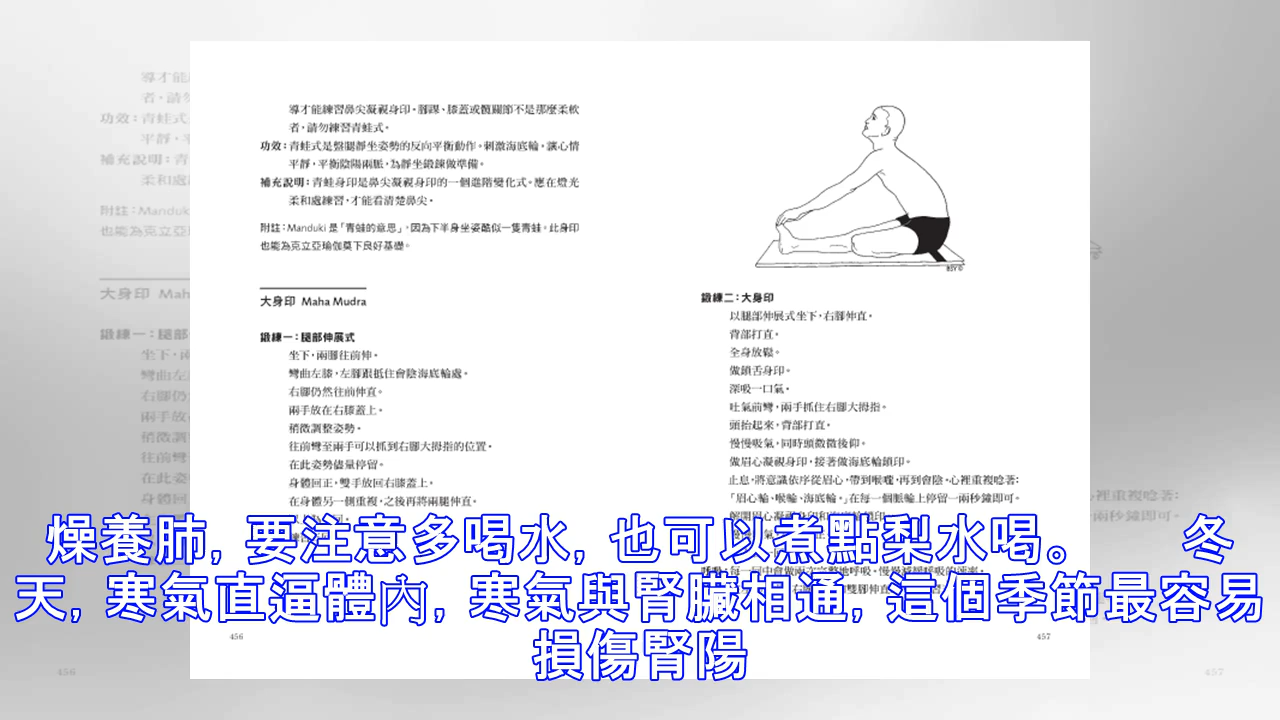 導才能練習鼻尖凝視身印。腳踝、膝蓋或髖關節不是那麼柔軟
者，請勿練習青蛙式。
功效：青蛙式是盤腿靜坐姿勢的反向平衡動作。刺激海底輪。讓心情
平靜，平衡陰陽兩脈，為靜坐鍛鍊做準備。
補充說明：青蛙身印是鼻尖凝視身印的一個進階變化式。應在燈光
柔和處練習，才能看清楚鼻尖。
附註：Manduki 是「青蛙的意思」，因為下半身坐姿酷似一隻青蛙。此身印
也能為克立亞瑜伽奠下良好基礎。
大身印 Maha Mudra
鍛練一：腿部伸展式
坐下，兩腳往前伸。
彎曲左膝，左腳跟抵住會陰海底輪處。
右腳仍然往前伸直。
兩手放在右膝蓋上。
稍微調整姿勢。
往前彎至兩手可以抓到右腳大拇指的位置。
在此姿勢儘量停留。
身體回正，雙手放回右膝蓋上。
在身體另一側重複，之後再將兩腿伸直。
456
BSY ©
鍛練二：大身印
以腿部伸展式坐下，右腳伸直。
背部打直。
全身放鬆。
做鎖舌身印。
深吸一口氣。
吐氣前彎，兩手抓住右腳大拇指。
頭抬起來，背部打直。
慢慢吸氣，同時頭微微後仰。
做眉心凝視身印，接著做海底輪鎖印。
止息，將意識依序從眉心，帶到喉嚨，再到會陰。心裡重複唸著：
「眉心輪、喉輪、海底輪。」在每一個脈輪上停留一兩秒鐘即可。
457
燥養肺, 要注意多喝水, 也可以煮點梨水喝。 冬
天, 寒氣直逼體內, 寒氣與腎臟相通, 這個季節最容易
損傷腎陽